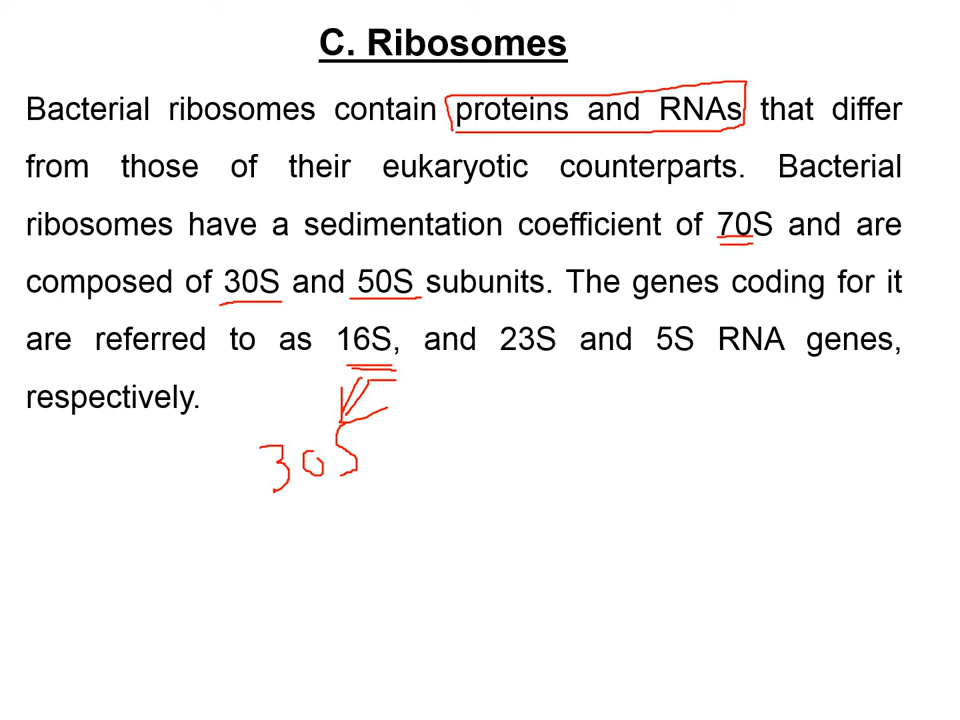 C. Ribosomes
Bacterial ribosomes contain proteins and RNAs that differ
from those of their eukaryotic counterparts. Bacterial
ribosomes have a sedimentation coefficient of 70S and are
composed of 30S and 50S subunits. The genes coding for it
are referred to as 16S, and 23S and 5S RNA genes,
respectively.
30S